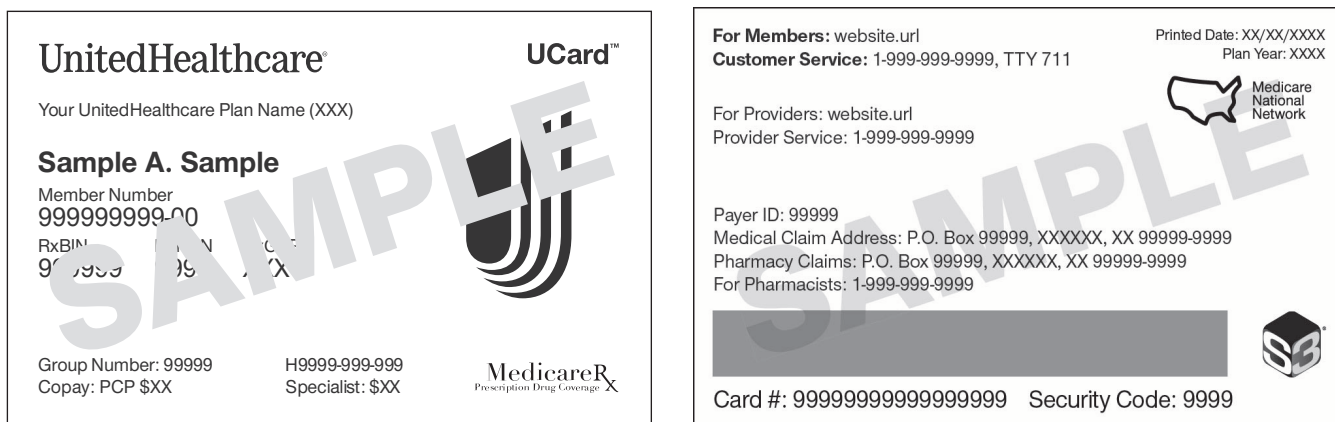 UnitedHealthcare®
UCard™
Your UnitedHealthcare Plan Name (XXX)
Sample A. Sample
Member Number
999999999-00
RxBIN
Group Number: 99999 H9999-999-999
Copay: PCP $XX Specialist: $XX
MedicareRx
Prescription Drug Coverage
SAMPLE
For Members: website.url
Customer Service: 1-999-999-9999, TTY 711
Printed Date: XX/XX/XXXX
Plan Year: XXXX
Medicare
National
Network
For Providers: website.url
Provider Service: 1-999-999-9999
Payer ID: 99999
Medical Claim Address: P.O. Box 99999, XXXXXX, XX 99999-9999
Pharmacy Claims: P.O. Box 99999, XXXXXX, XX 99999-9999
For Pharmacists: 1-999-999-9999
S3
Card #: 99999999999999999 Security Code: 9999
SAMPLE